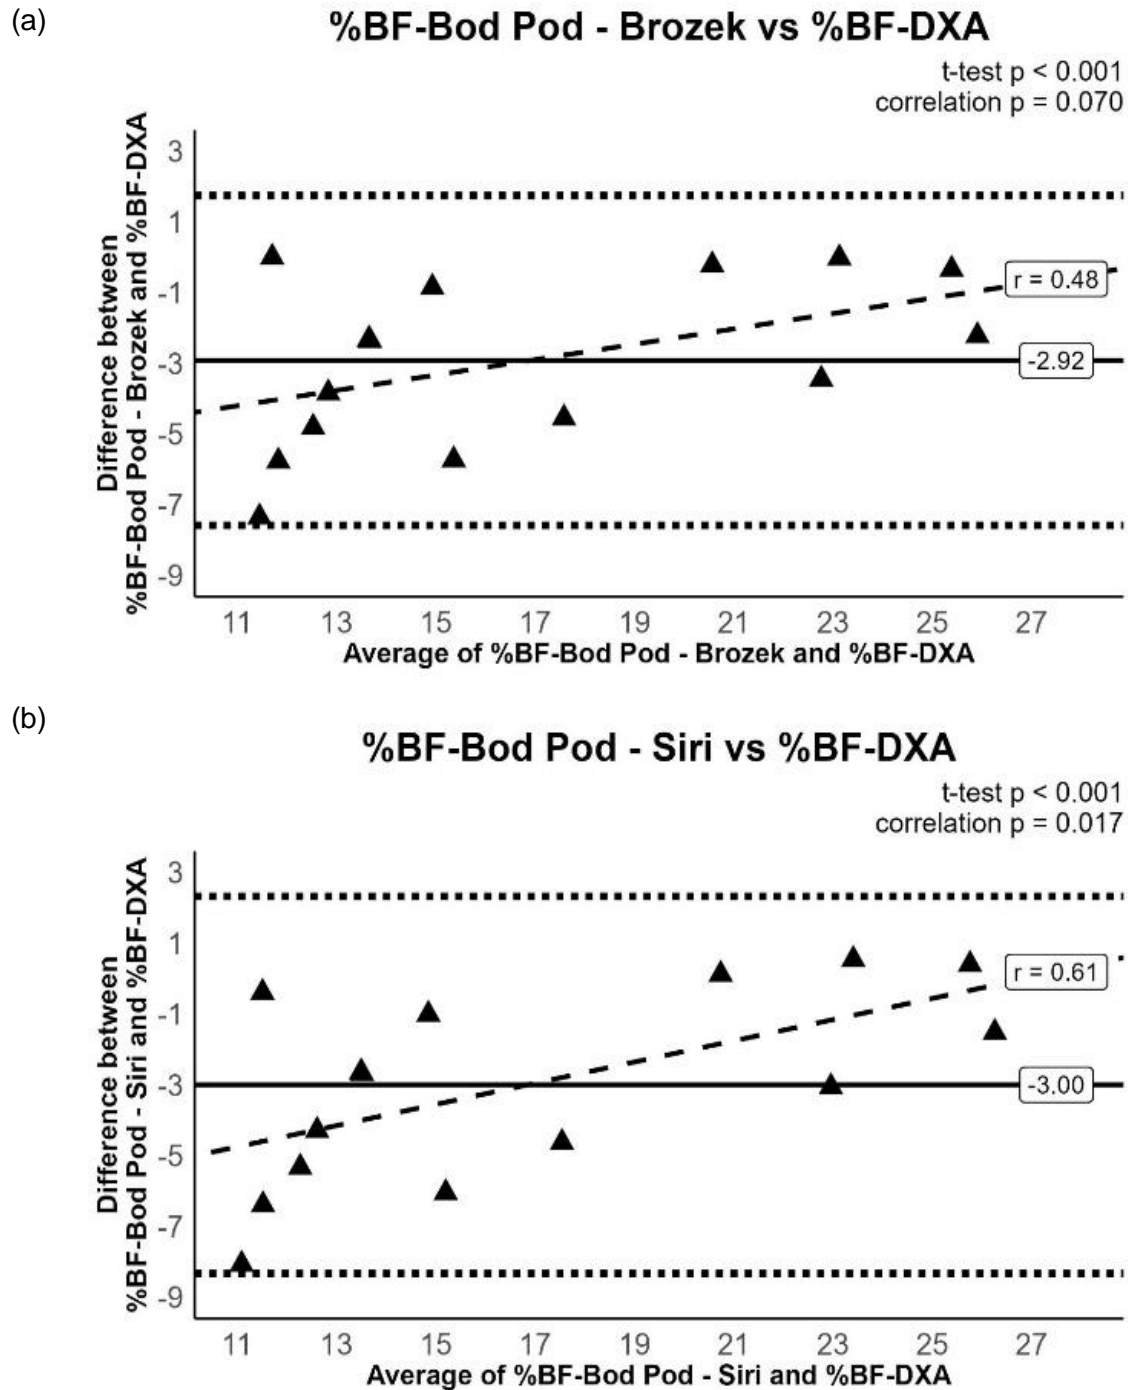 (a)
%BF-Bod Pod - Brozek vs %BF-DXA
t-test p < 0.001
correlation p = 0.070
Difference between
%BF-Bod Pod - Brozek and %BF-DXA
3
1
-1
-3
-5
-7
-9
r = 0.48
-2.92
11 13 15 17 19 21 23 25 27
Average of %BF-Bod Pod - Brozek and %BF-DXA
(b)
%BF-Bod Pod - Siri vs %BF-DXA
t-test p < 0.001
correlation p = 0.017
Difference between
%BF-Bod Pod - Siri and %BF-DXA
3
1
-1
-3
-5
-7
-9
r = 0.61
-3.00
11 13 15 17 19 21 23 25 27
Average of %BF-Bod Pod - Siri and %BF-DXA